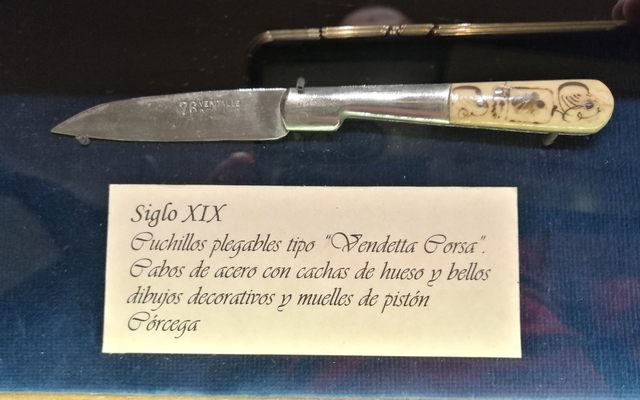 VERITABLE
Siglo XIX
Cuchillos plegables tipo "Vendetta Corsa".
Cabos de acero con cachas de hueso y bellos
dibujos decorativos y muelles de pistón
Córcega